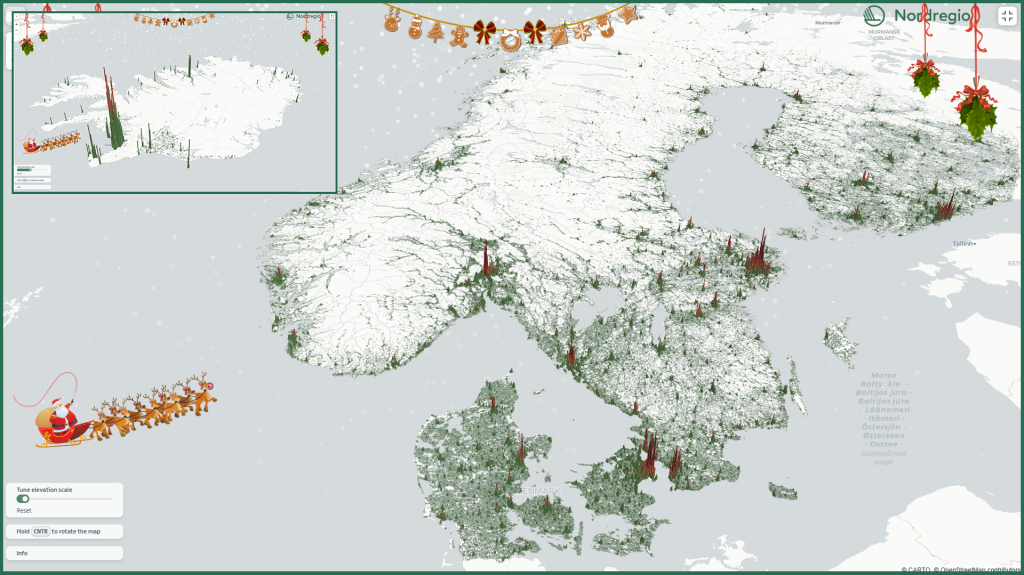 Nordregio
Murmansk
MURMANSK
OBLAST
Tallinn
DENMARK
Morze
Bałtyckie -
Baltijos jūra -
Baltijas jūra
- Läänemeri
- Itämeri -
Östersjön -
Østersøen
- Ostsee -
Балтийское
море
Tune elevation scale
Reset
Hold CNTR to rotate the map
Info
© CARTO, © OpenStreetMap contributors